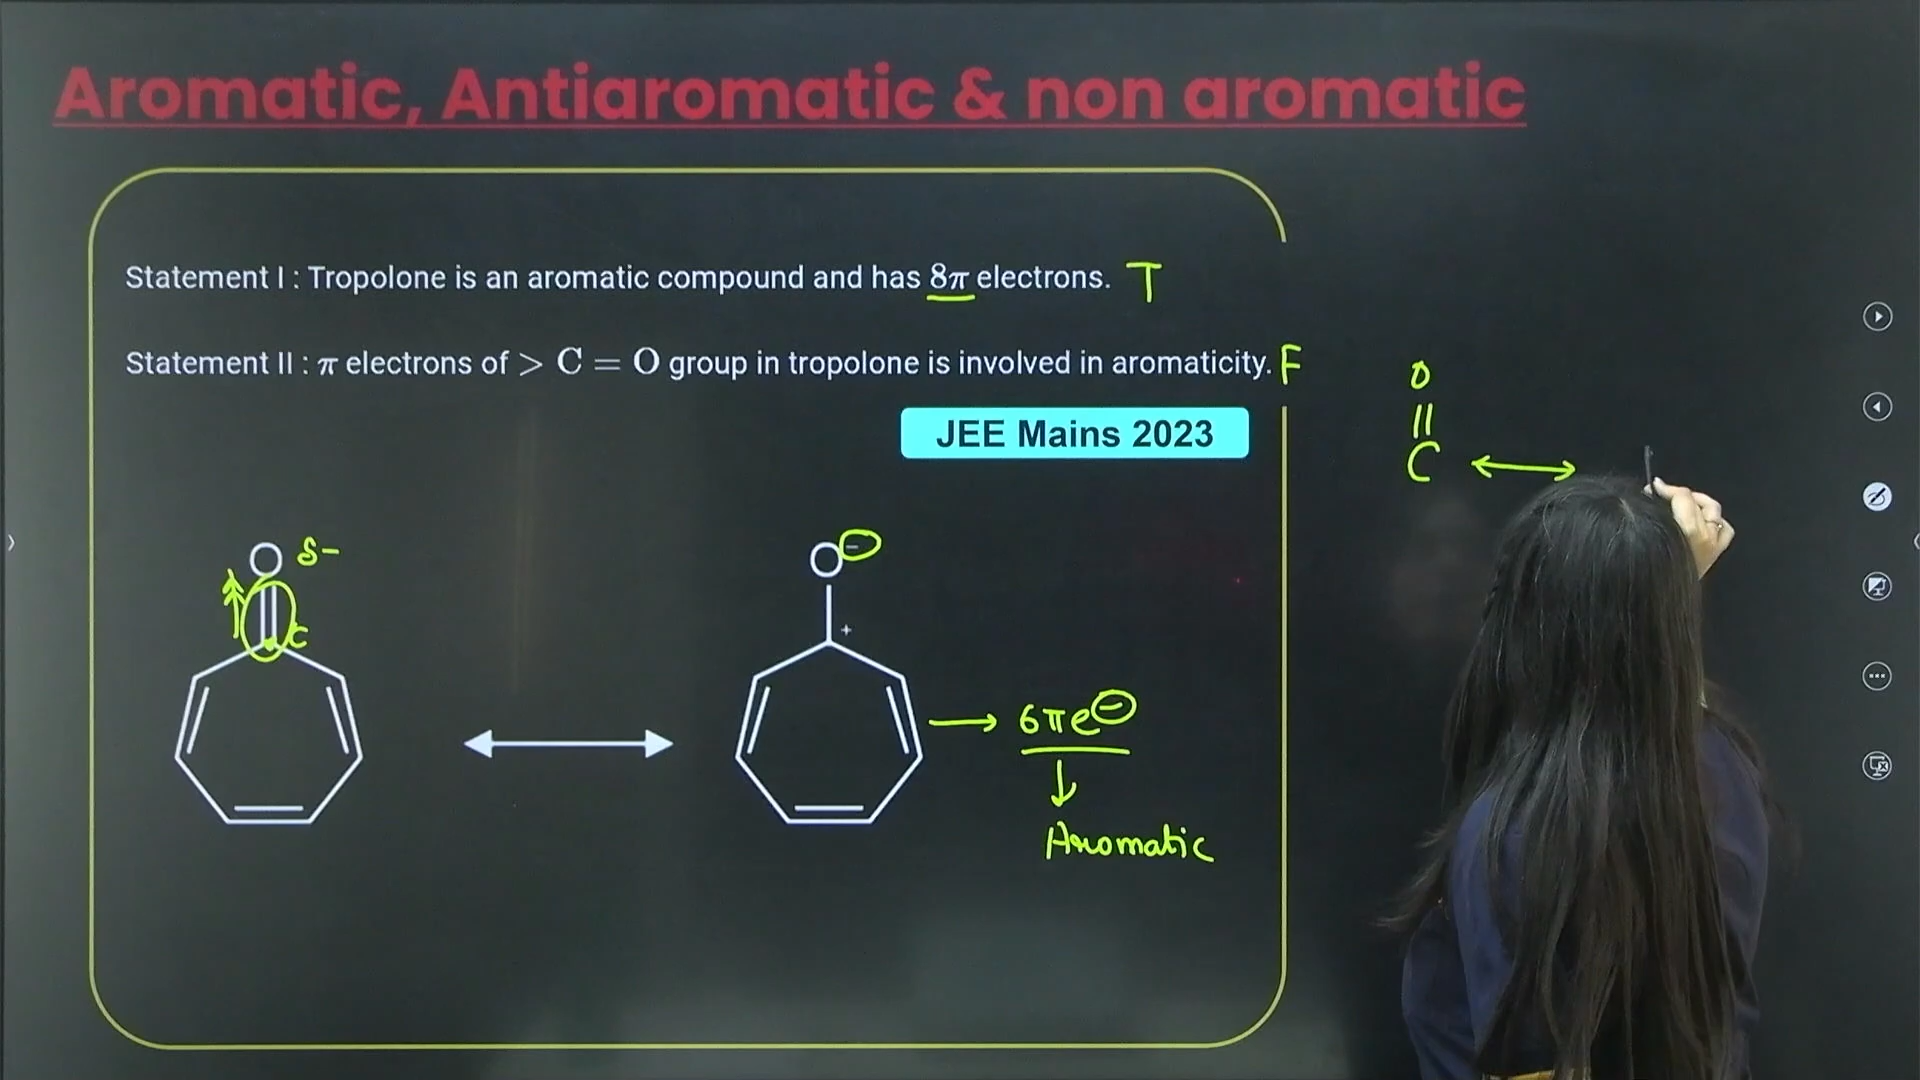 Aromatic, Antiaromatic & non aromatic
Statement I : Tropolone is an aromatic compound and has 8π electrons. T
Statement II : π electrons of > C = O group in tropolone is involved in aromaticity. F
JEE Mains 2023
O
C
O δ-
C
O -
+
6πe-
Aromatic